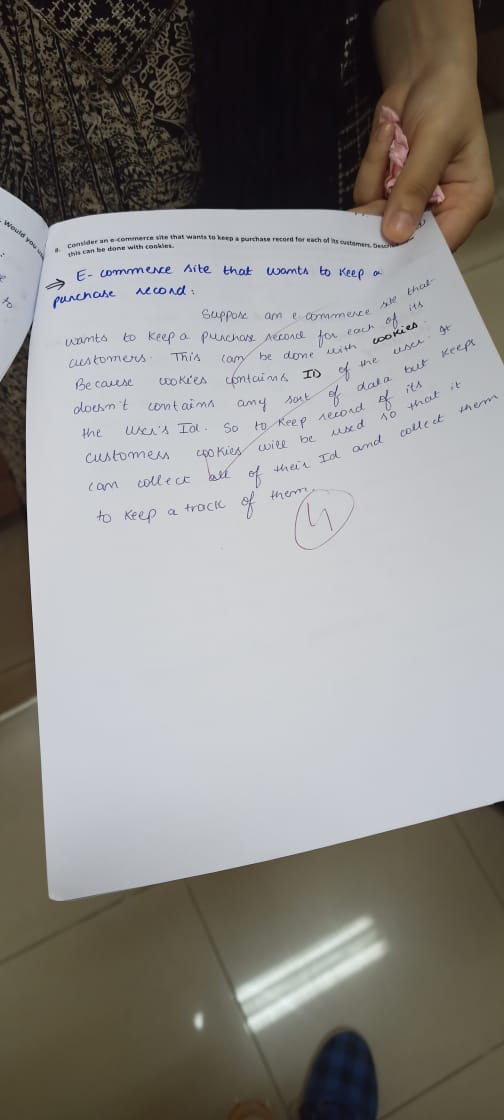 Would you
8. Consider an e-commerce site that wants to keep a purchase record for each of its customers. Describe
this can be done with cookies.
→ E-commerce site that wants to keep a
purchase record:
Suppose an e-commerce site that
wants to keep a purchase record for each of its
customers. This can be done with cookies.
Because cookies contains ID of the user. It
doesn't contains any sort of data but keeps
the user's Id. So to keep record of its
customers cookies will be used so that it
can collect all of their Id and collect them
to keep a track of them.
4